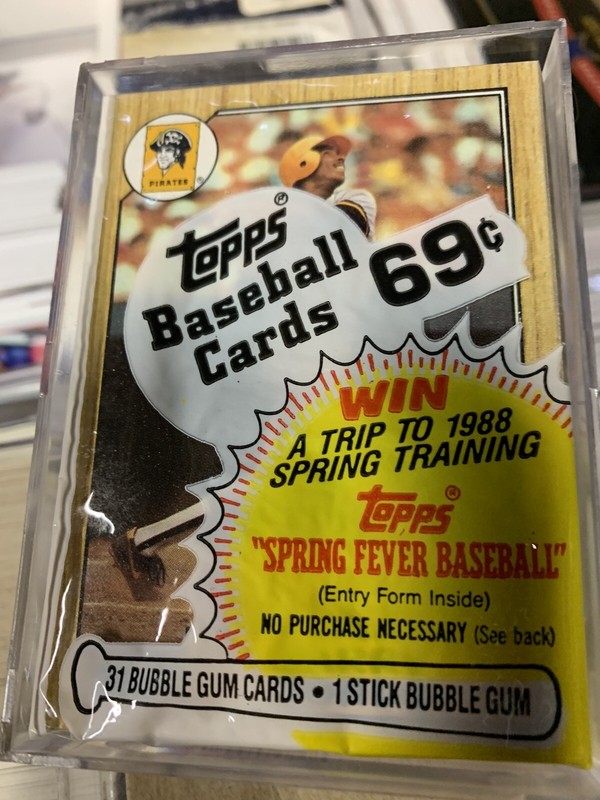 PIRATES
topps®
Baseball
Cards
69¢
WIN
A TRIP TO 1988
SPRING TRAINING
topps®
"SPRING FEVER BASEBALL"
(Entry Form Inside)
NO PURCHASE NECESSARY (See back)
31 BUBBLE GUM CARDS • 1 STICK BUBBLE GUM